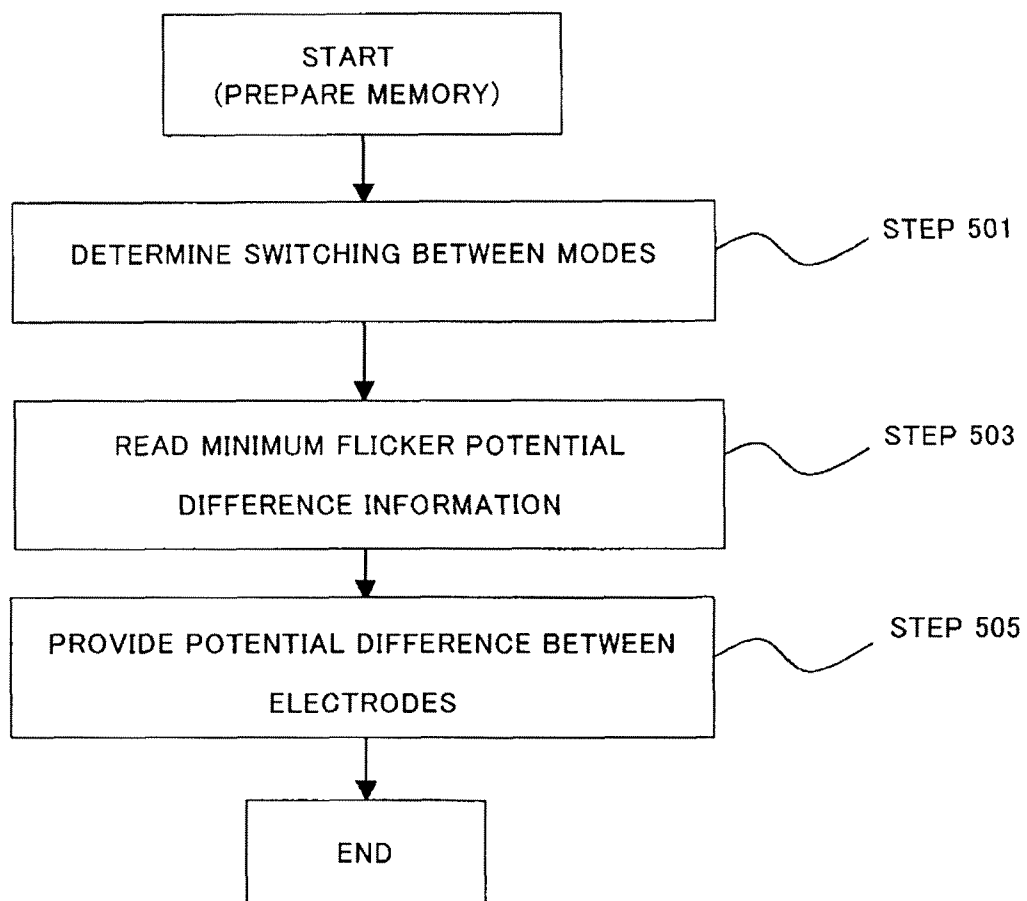 START
(PREPARE MEMORY)
DETERMINE SWITCHING BETWEEN MODES
STEP 501
READ MINIMUM FLICKER POTENTIAL
DIFFERENCE INFORMATION
STEP 503
PROVIDE POTENTIAL DIFFERENCE BETWEEN
ELECTRODES
STEP 505
END